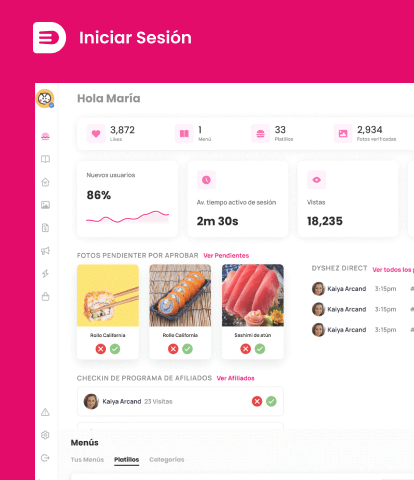 Iniciar Sesión
Hola María
3,872
Likes
1
Menú
33
Platillos
2,934
Fotos verificadas
Nuevos usuarios
86%
Av. tiempo activo de sesión
2m 30s
Vistas
18,235
FOTOS PENDIENTER POR APROBAR Ver Pendientes
Rollo California
Rollo California
Sashimi de atún
DYSHEZ DIRECT Ver todos los p
Kaiya Arcand 3:15pm #
Kaiya Arcand 3:15pm #
Kaiya Arcand 3:15pm #
CHECKIN DE PROGRAMA DE AFILIADOS Ver Afiliados
Kaiya Arcand 23 Visitas
Menús
Tus Menús Platillos Categorías